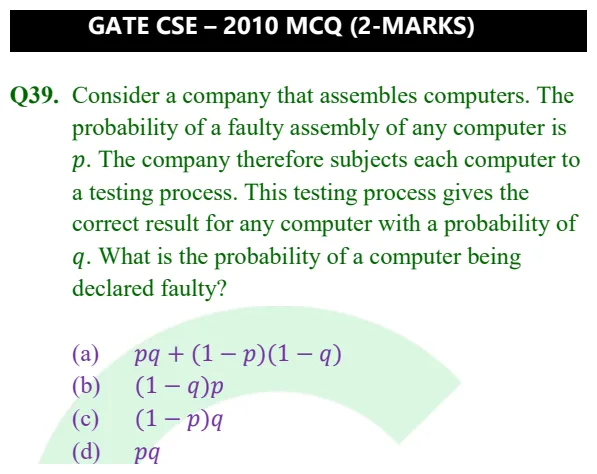 GATE CSE – 2010 MCQ (2-MARKS)
Q39. Consider a company that assembles computers. The
probability of a faulty assembly of any computer is
𝑝. The company therefore subjects each computer to
a testing process. This testing process gives the
correct result for any computer with a probability of
𝑞. What is the probability of a computer being
declared faulty?
(a) 𝑝𝑞 + (1 − 𝑝)(1 − 𝑞)
(b) (1 − 𝑞)𝑝
(c) (1 − 𝑝)𝑞
(d) 𝑝𝑞